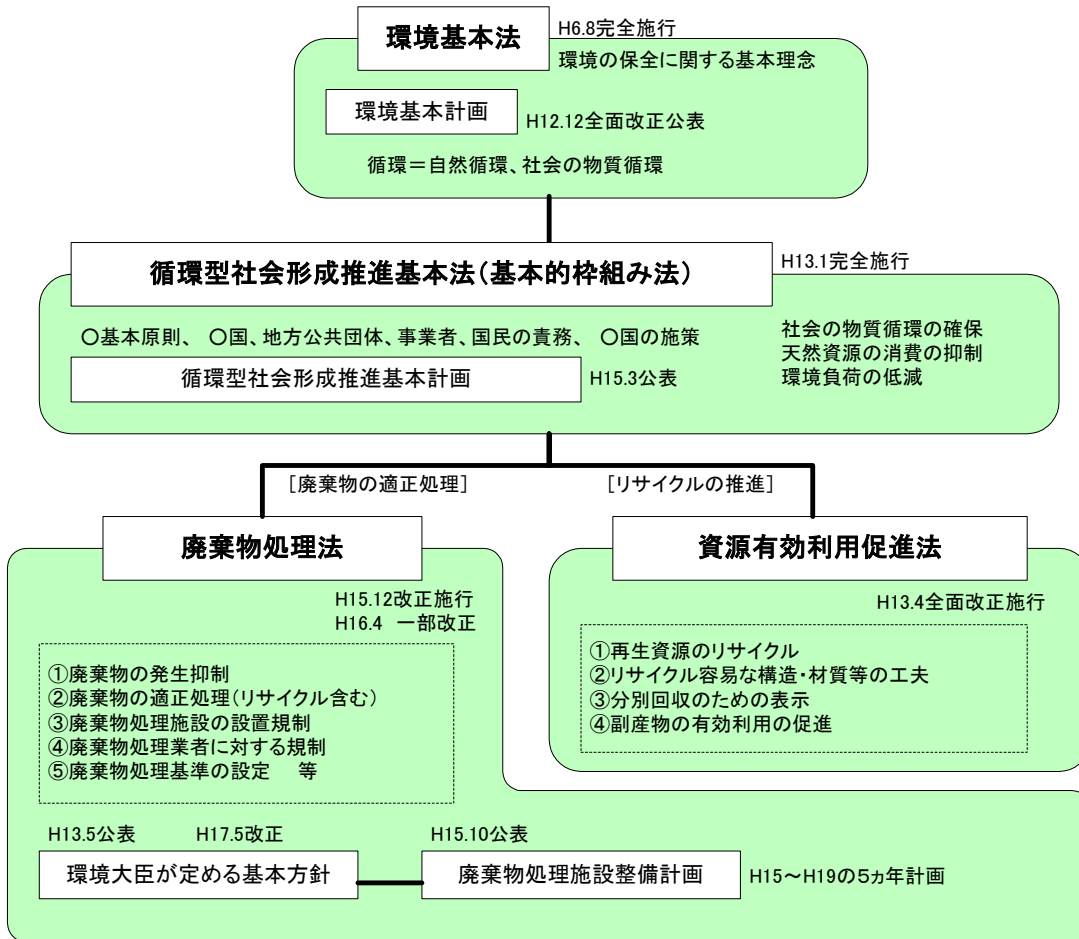 環境基本法
H6.8完全施行
環境の保全に関する基本理念
環境基本計画
H12.12全面改正公表
循環＝自然循環、社会の物質循環
循環型社会形成推進基本法（基本的枠組み法）
H13.1完全施行
〇基本原則、 〇国、地方公共団体、事業者、国民の責務、 〇国の施策
社会の物質循環の確保
天然資源の消費の抑制
環境負荷の低減
循環型社会形成推進基本計画
H15.3公表
[廃棄物の適正処理]
[リサイクルの推進]
廃棄物処理法
H15.12改正施行
H16.4 一部改正
①廃棄物の発生抑制
②廃棄物の適正処理（リサイクル含む）
③廃棄物処理施設の設置規制
④廃棄物処理業者に対する規制
⑤廃棄物処理基準の設定 等
資源有効利用促進法
H13.4全面改正施行
①再生資源のリサイクル
②リサイクル容易な構造・材質等の工夫
③分別回収のための表示
④副産物の有効利用の促進
H13.5公表 H17.5改正
環境大臣が定める基本方針
H15.10公表
廃棄物処理施設整備計画
H15～H19の5ヵ年計画